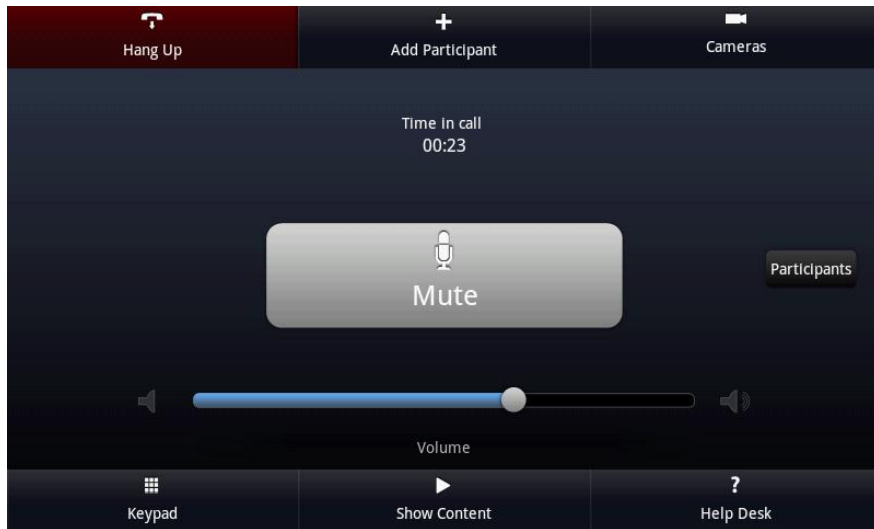 Hang Up
Add Participant
Cameras
Time in call
00:23
Mute
Participants
Volume
Keypad
Show Content
?
Help Desk